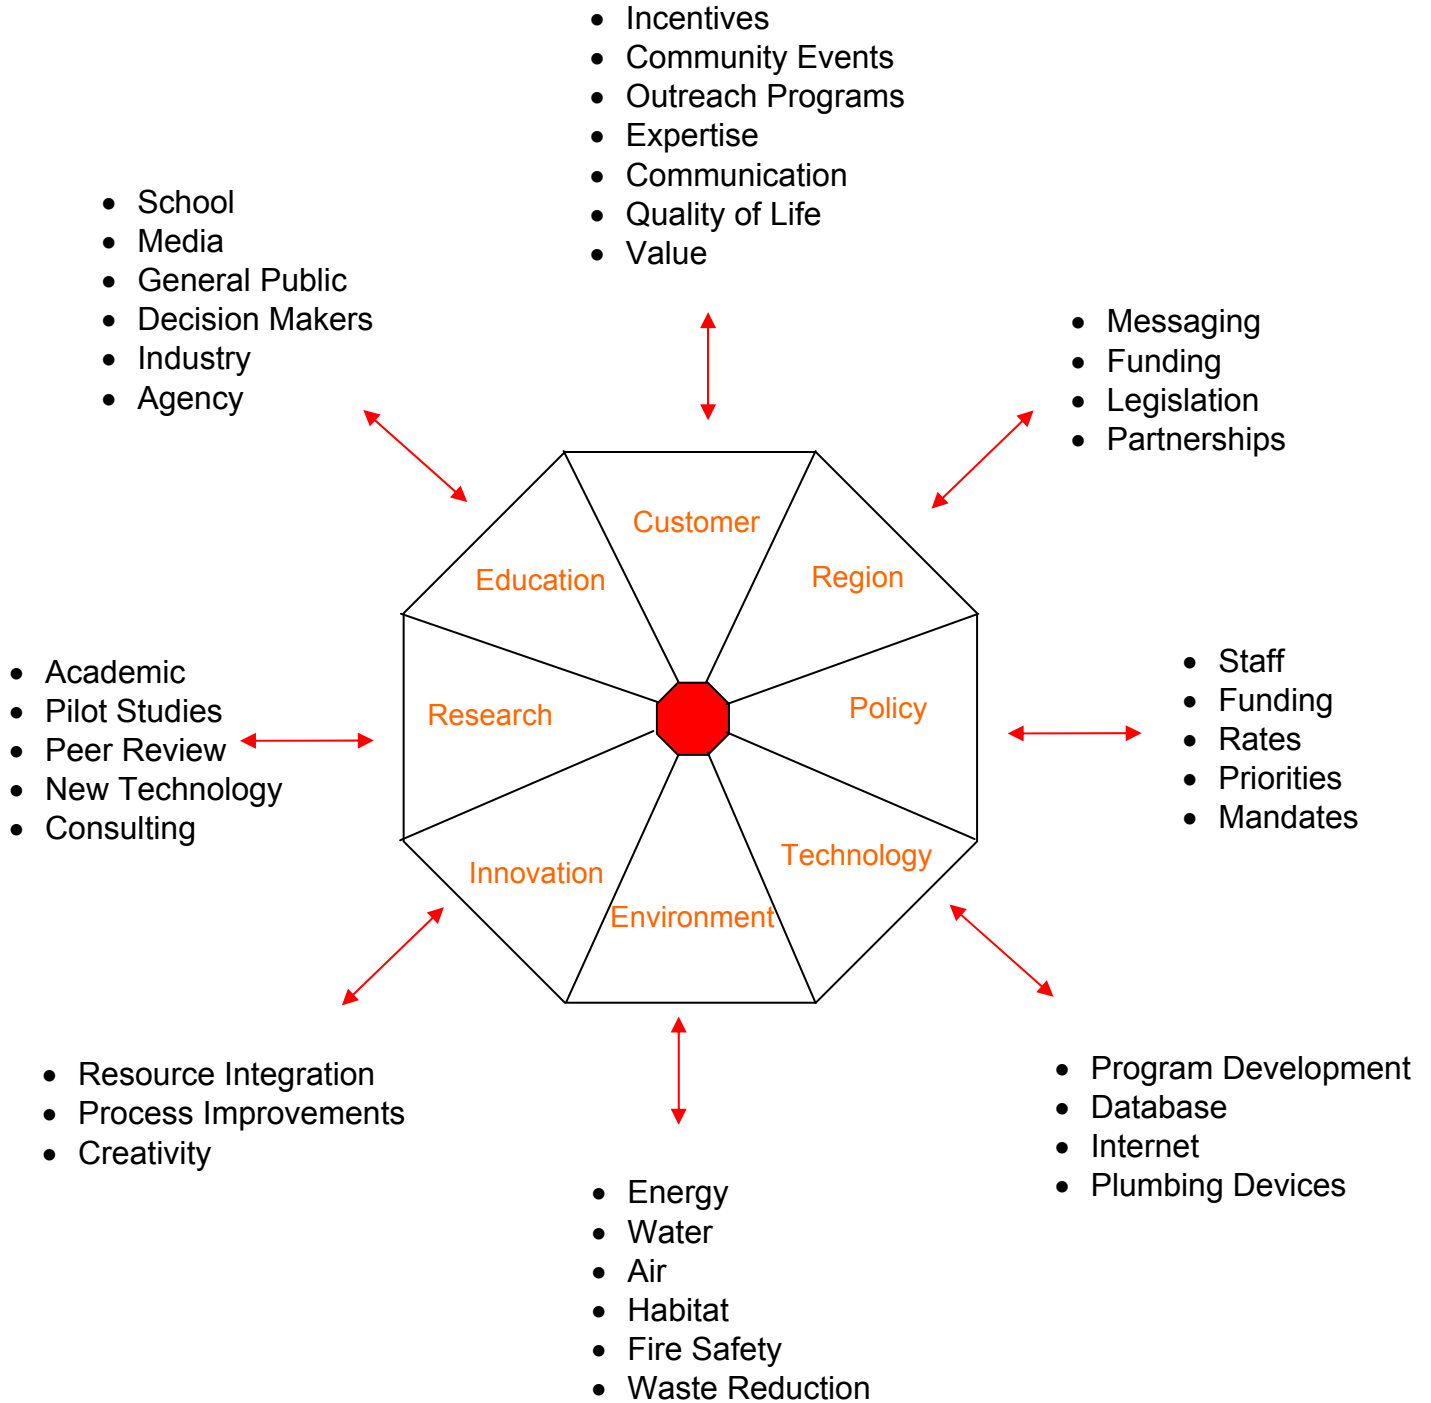 • Incentives
• Community Events
• Outreach Programs
• Expertise
• Communication
• Quality of Life
• Value
• School
• Media
• General Public
• Decision Makers
• Industry
• Agency
• Messaging
• Funding
• Legislation
• Partnerships
Customer
Education
Region
Research
Policy
Innovation
Technology
Environment
• Academic
• Pilot Studies
• Peer Review
• New Technology
• Consulting
• Staff
• Funding
• Rates
• Priorities
• Mandates
• Resource Integration
• Process Improvements
• Creativity
• Program Development
• Database
• Internet
• Plumbing Devices
• Energy
• Water
• Air
• Habitat
• Fire Safety
• Waste Reduction